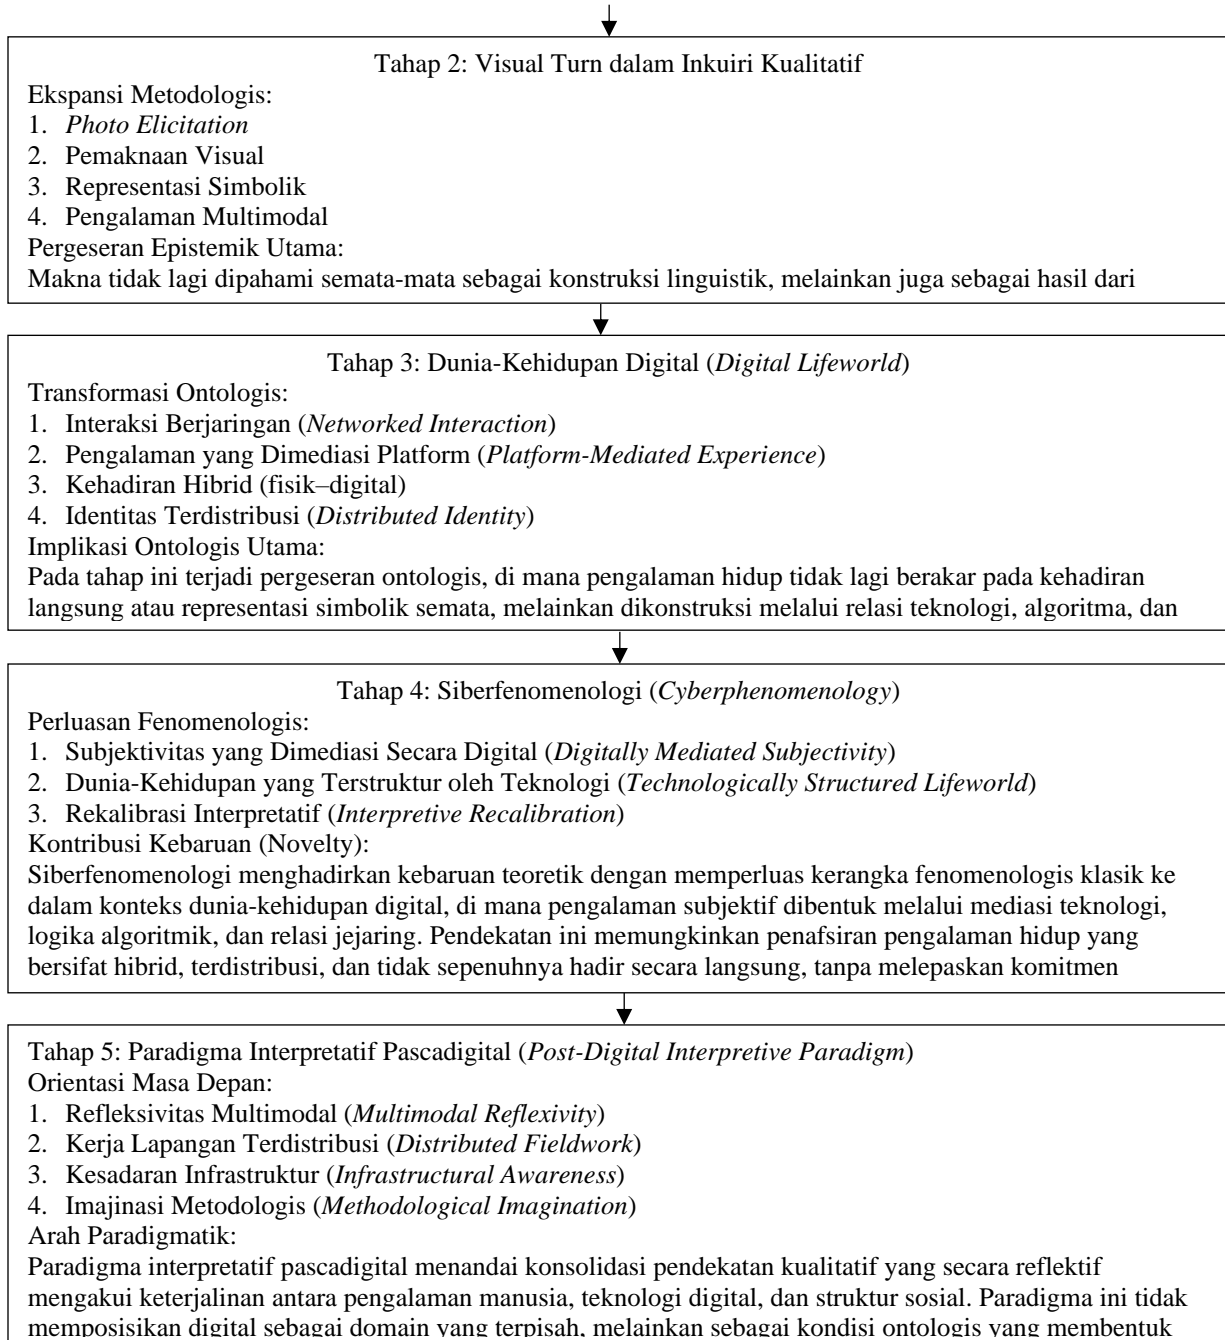 Tahap 2: Visual Turn dalam Inkuiri Kualitatif
Ekspansi Metodologis:
1. Photo Elicitation
2. Pemaknaan Visual
3. Representasi Simbolik
4. Pengalaman Multimodal
Pergeseran Epistemik Utama:
Makna tidak lagi dipahami semata-mata sebagai konstruksi linguistik, melainkan juga sebagai hasil dari
Tahap 3: Dunia-Kehidupan Digital (Digital Lifeworld)
Transformasi Ontologis:
1. Interaksi Berjaringan (Networked Interaction)
2. Pengalaman yang Dimediasi Platform (Platform-Mediated Experience)
3. Kehadiran Hibrid (fisik–digital)
4. Identitas Terdistribusi (Distributed Identity)
Implikasi Ontologis Utama:
Pada tahap ini terjadi pergeseran ontologis, di mana pengalaman hidup tidak lagi berakar pada kehadiran
langsung atau representasi simbolik semata, melainkan dikonstruksi melalui relasi teknologi, algoritma, dan
Tahap 4: Siberfenomenologi (Cyberphenomenology)
Perluasan Fenomenologis:
1. Subjektivitas yang Dimediasi Secara Digital (Digitally Mediated Subjectivity)
2. Dunia-Kehidupan yang Terstruktur oleh Teknologi (Technologically Structured Lifeworld)
3. Rekalibrasi Interpretatif (Interpretive Recalibration)
Kontribusi Kebaruan (Novelty):
Siberfenomenologi menghadirkan kebaruan teoretik dengan memperluas kerangka fenomenologis klasik ke
dalam konteks dunia-kehidupan digital, di mana pengalaman subjektif dibentuk melalui mediasi teknologi,
logika algoritmik, dan relasi jejaring. Pendekatan ini memungkinkan penafsiran pengalaman hidup yang
bersifat hibrid, terdistribusi, dan tidak sepenuhnya hadir secara langsung, tanpa melepaskan komitmen
Tahap 5: Paradigma Interpretatif Pascadigital (Post-Digital Interpretive Paradigm)
Orientasi Masa Depan:
1. Refleksivitas Multimodal (Multimodal Reflexivity)
2. Kerja Lapangan Terdistribusi (Distributed Fieldwork)
3. Kesadaran Infrastruktur (Infrastructural Awareness)
4. Imajinasi Metodologis (Methodological Imagination)
Arah Paradigmatik:
Paradigma interpretatif pascadigital menandai konsolidasi pendekatan kualitatif yang secara reflektif
mengakui keterjalinan antara pengalaman manusia, teknologi digital, dan struktur sosial. Paradigma ini tidak
memposisikan digital sebagai domain yang terpisah, melainkan sebagai kondisi ontologis yang membentuk